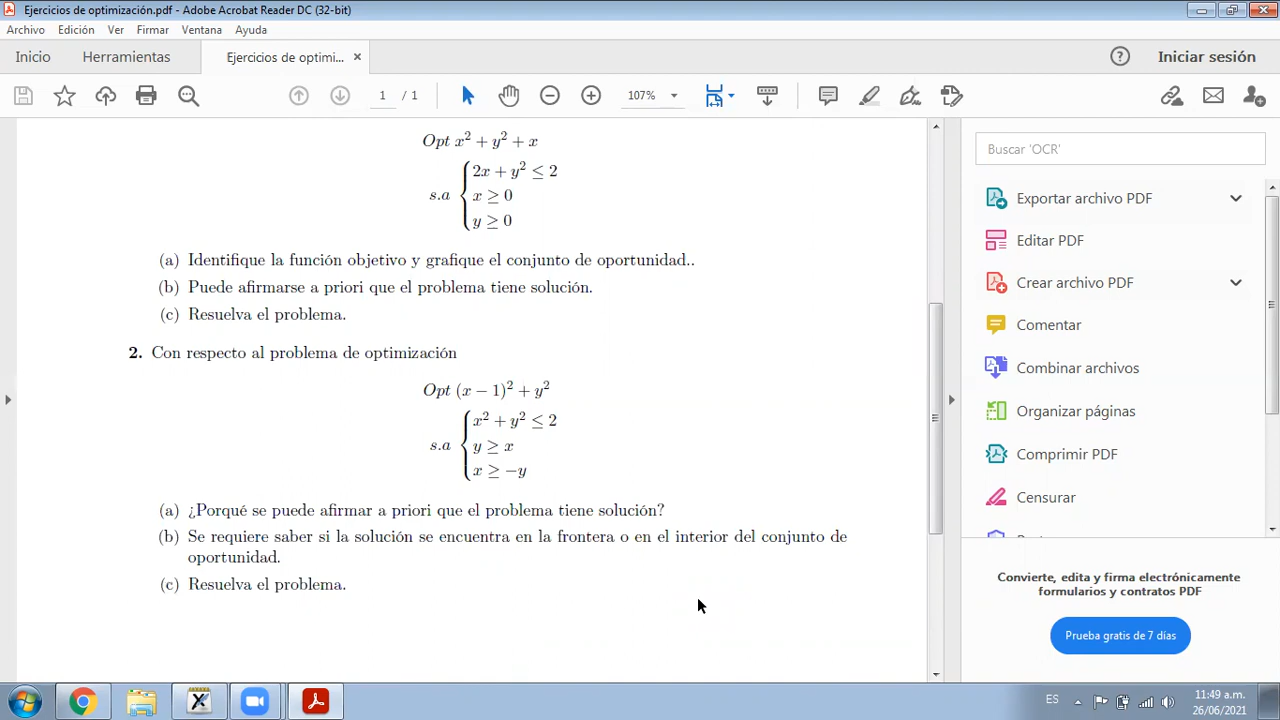 Ejercicios de optimización.pdf - Adobe Acrobat Reader DC (32-bit)
Archivo Edición Ver Firmar Ventana Ayuda
Inicio Herramientas Ejercicios de optimi... × Iniciar sesión
1 / 1 107%
Opt x² + y² + x
2x + y² ≤ 2
s.a x ≥ 0
y ≥ 0
(a) Identifique la función objetivo y grafique el conjunto de oportunidad..
(b) Puede afirmarse a priori que el problema tiene solución.
(c) Resuelva el problema.
2. Con respecto al problema de optimización
Opt (x − 1)² + y²
x² + y² ≤ 2
s.a y ≥ x
x ≥ −y
(a) ¿Porqué se puede afirmar a priori que el problema tiene solución?
(b) Se requiere saber si la solución se encuentra en la frontera o en el interior del conjunto de
oportunidad.
(c) Resuelva el problema.
Buscar 'OCR'
Exportar archivo PDF
Editar PDF
Crear archivo PDF
Comentar
Combinar archivos
Organizar páginas
Comprimir PDF
Censurar
Convierte, edita y firma electrónicamente
formularios y contratos PDF
Prueba gratis de 7 días
ES 11:49 a.m.
26/06/2021